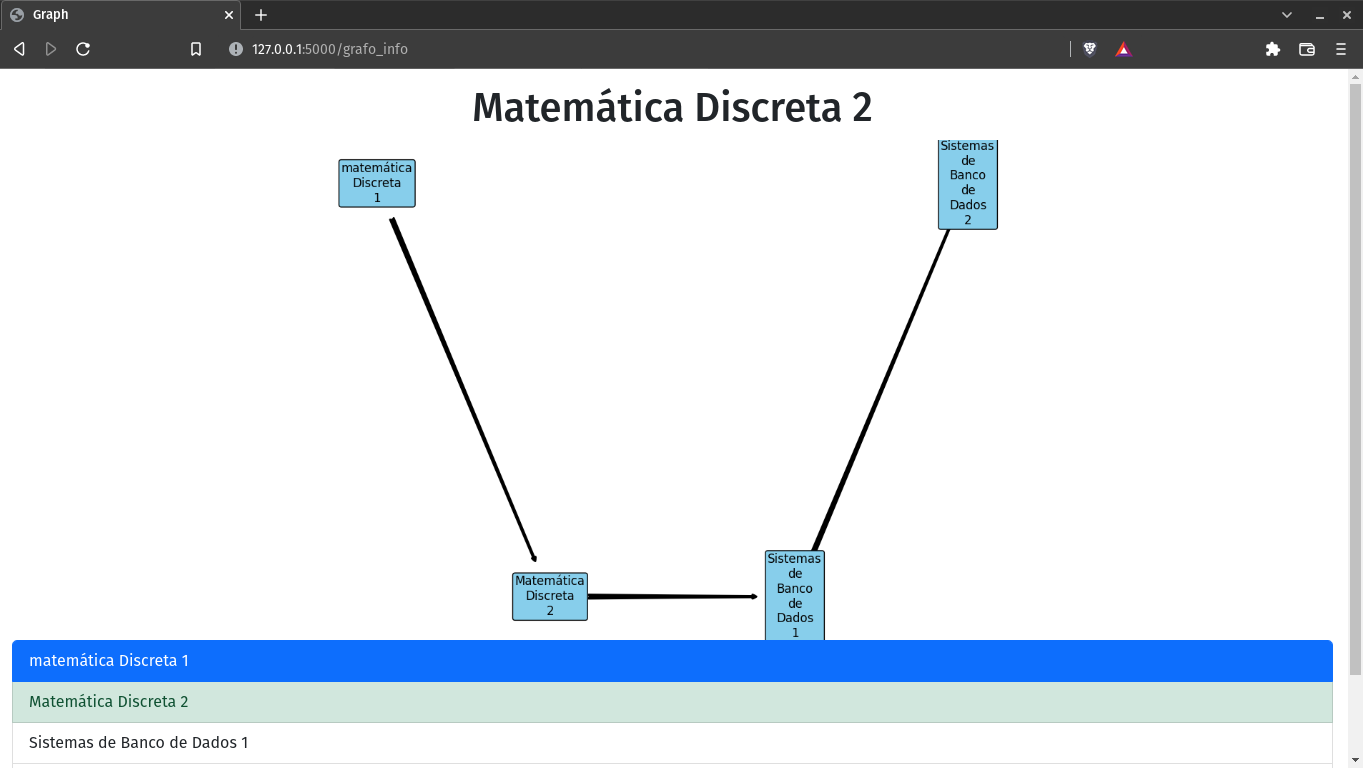 Graph
127.0.0.1:5000/grafo_info
Matemática Discreta 2
matemática
Discreta
1
Sistemas
de
Banco
de
Dados
2
Matemática
Discreta
2
Sistemas
de
Banco
de
Dados
1
matemática Discreta 1
Matemática Discreta 2
Sistemas de Banco de Dados 1